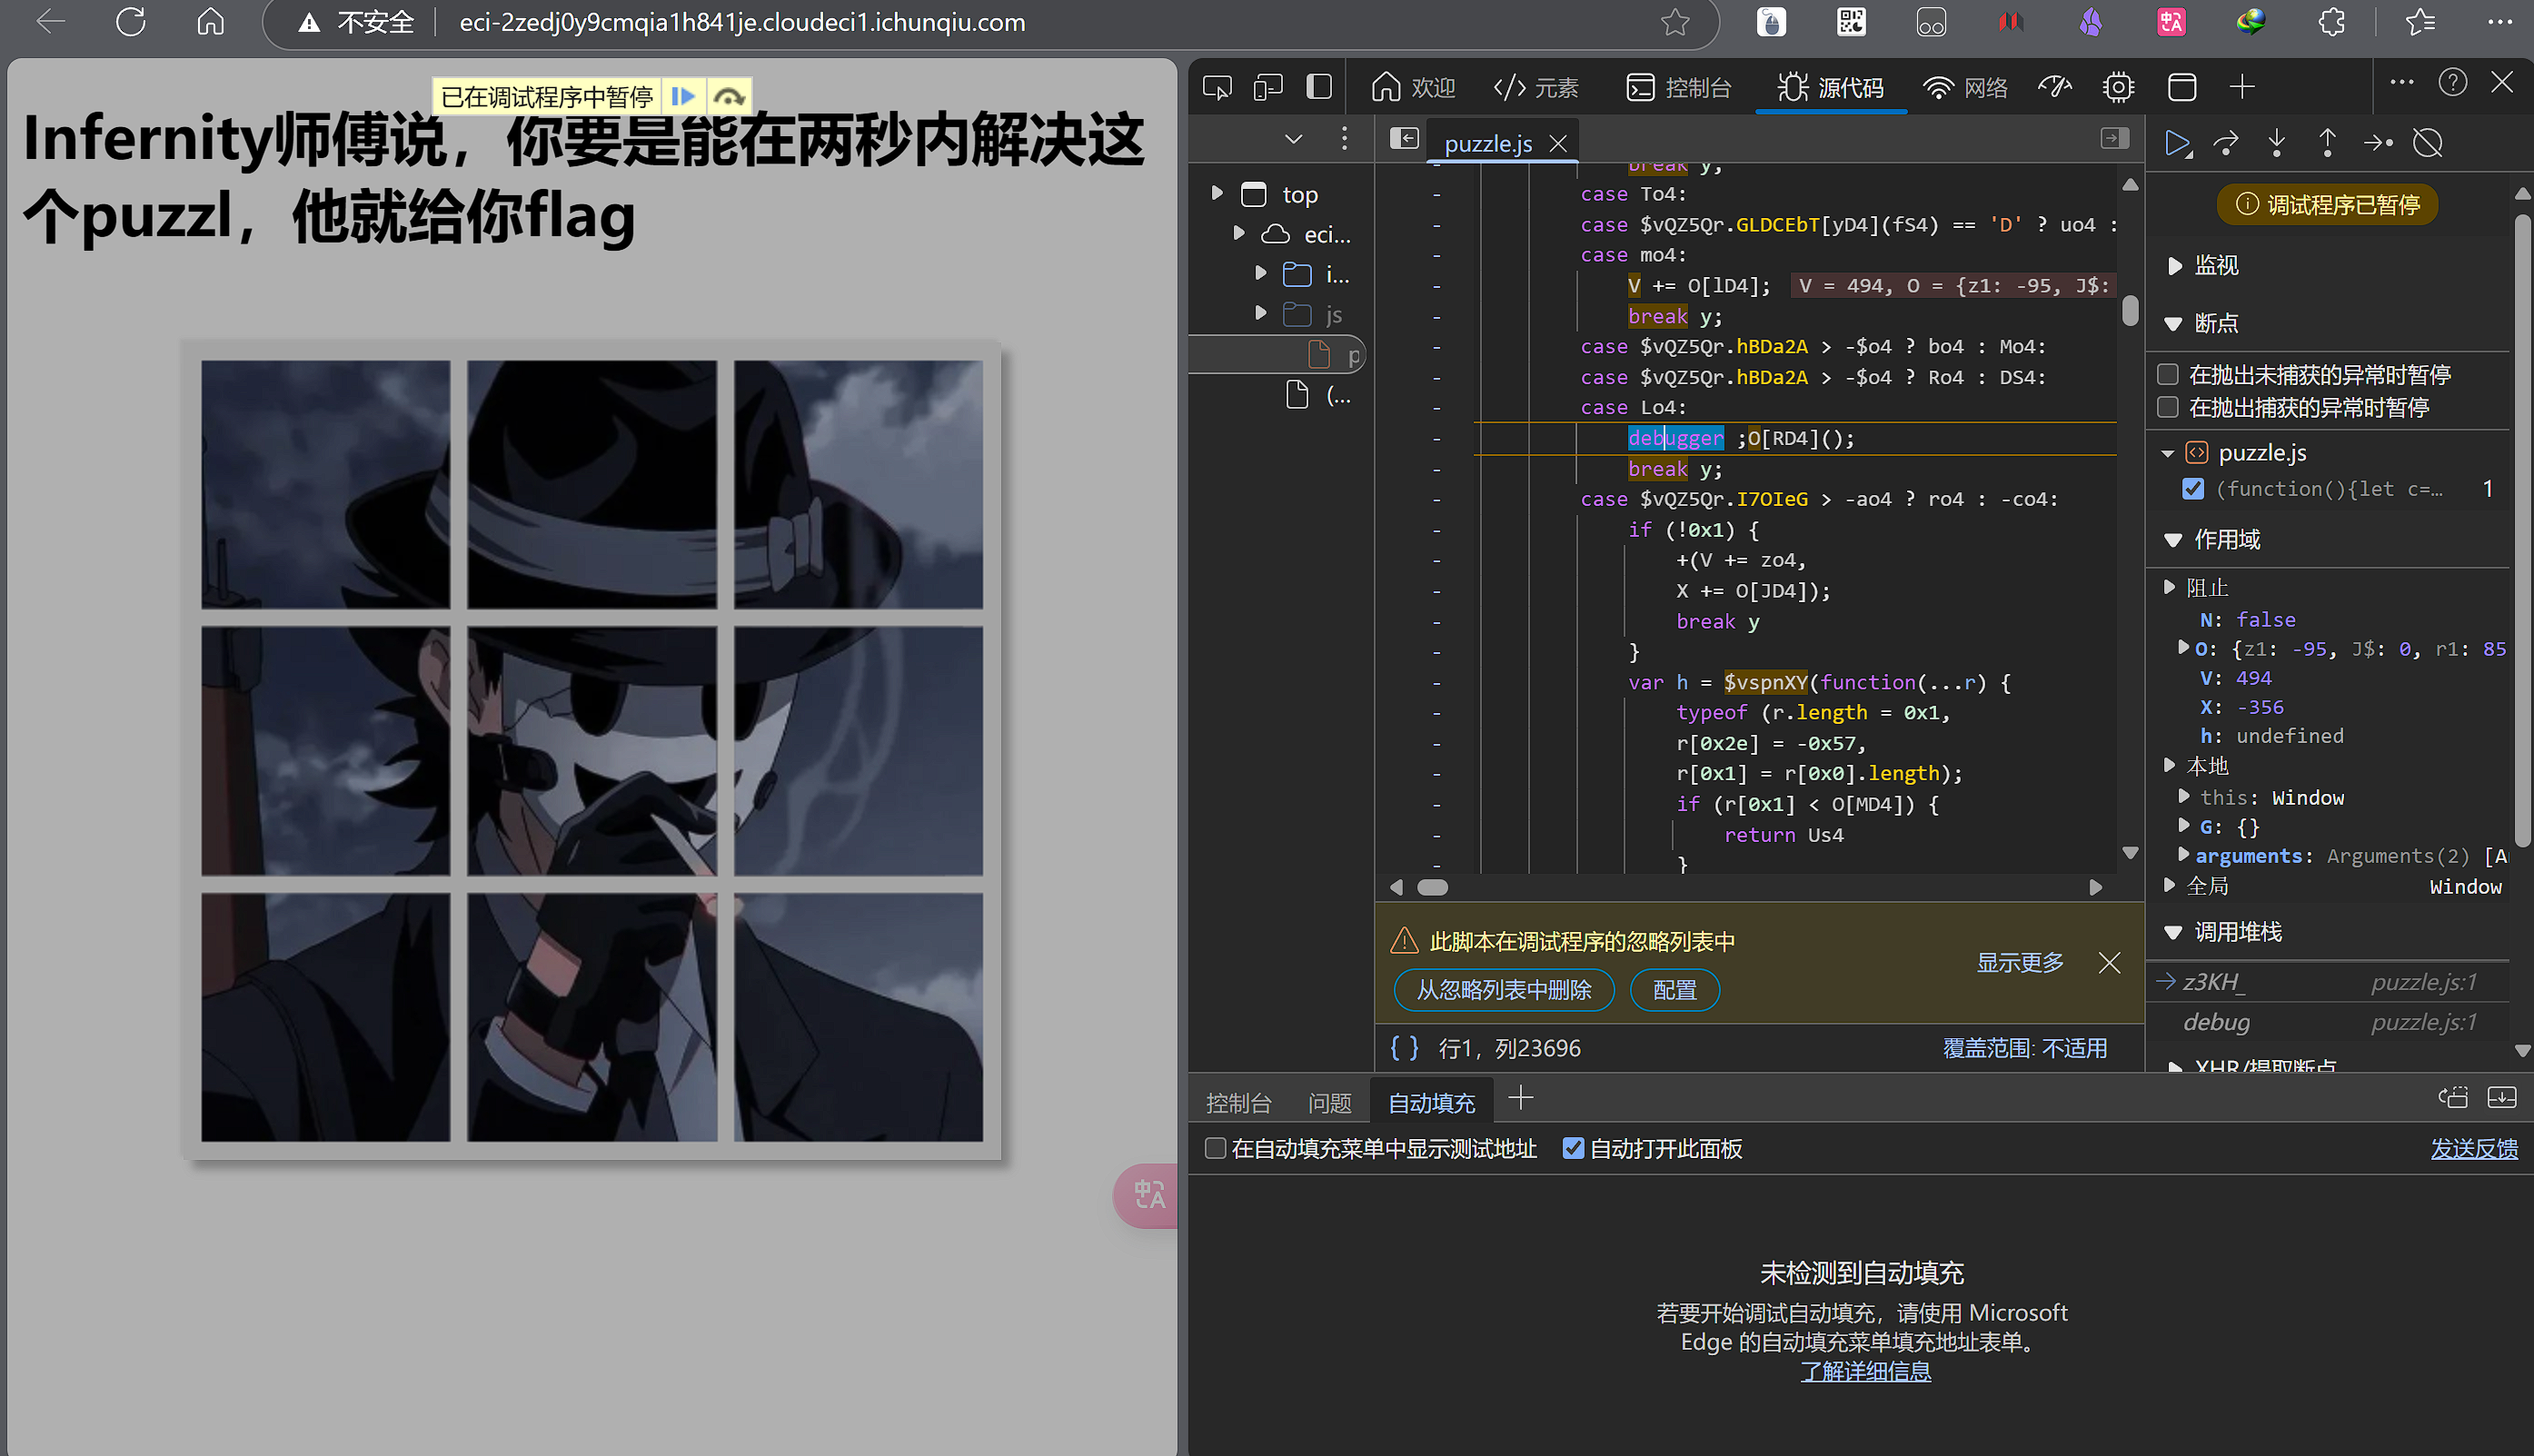 不安全
eci-2zedj0y9cmqia1h841je.cloudeci1.ichunqiu.com
已在调试程序中暂停
Infernity师傅说，你要是能在两秒内解决这
个puzzl，他就给你flag
欢迎
元素
控制台
源代码
网络
top
eci...
i...
js
p
(...
puzzle.js
break y;
case To4:
case $vQZ5Qr.GLDCEbT[yD4](fS4) == 'D' ? uo4 :
case mo4:
V += O[lD4]; V = 494, O = {z1: -95, J$:
break y;
case $vQZ5Qr.hBDa2A > -$o4 ? bo4 : Mo4:
case $vQZ5Qr.hBDa2A > -$o4 ? Ro4 : DS4:
case Lo4:
debugger ;O[RD4]();
break y;
case $vQZ5Qr.I7OIeG > -ao4 ? ro4 : -co4:
if (!0x1) {
+(V += zo4,
X += O[JD4]);
break y
}
var h = $vspnXY(function(...r) {
typeof (r.length = 0x1,
r[0x2e] = -0x57,
r[0x1] = r[0x0].length);
if (r[0x1] < O[MD4]) {
return Us4
}
此脚本在调试程序的忽略列表中
显示更多
从忽略列表中删除
配置
{ } 行1，列23696
覆盖范围: 不适用
调试程序已暂停
监视
断点
在抛出未捕获的异常时暂停
在抛出捕获的异常时暂停
puzzle.js
(function(){let c=… 1
作用域
阻止
N: false
O: {z1: -95, J$: 0, r1: 85
V: 494
X: -356
h: undefined
本地
this: Window
G: {}
arguments: Arguments(2) [A
全局 Window
调用堆栈
z3KH_ puzzle.js:1
debug puzzle.js:1
XHR/提取断点
控制台
问题
自动填充
在自动填充菜单中显示测试地址
自动打开此面板
发送反馈
未检测到自动填充
若要开始调试自动填充，请使用 Microsoft
Edge 的自动填充菜单填充地址表单。
了解详细信息